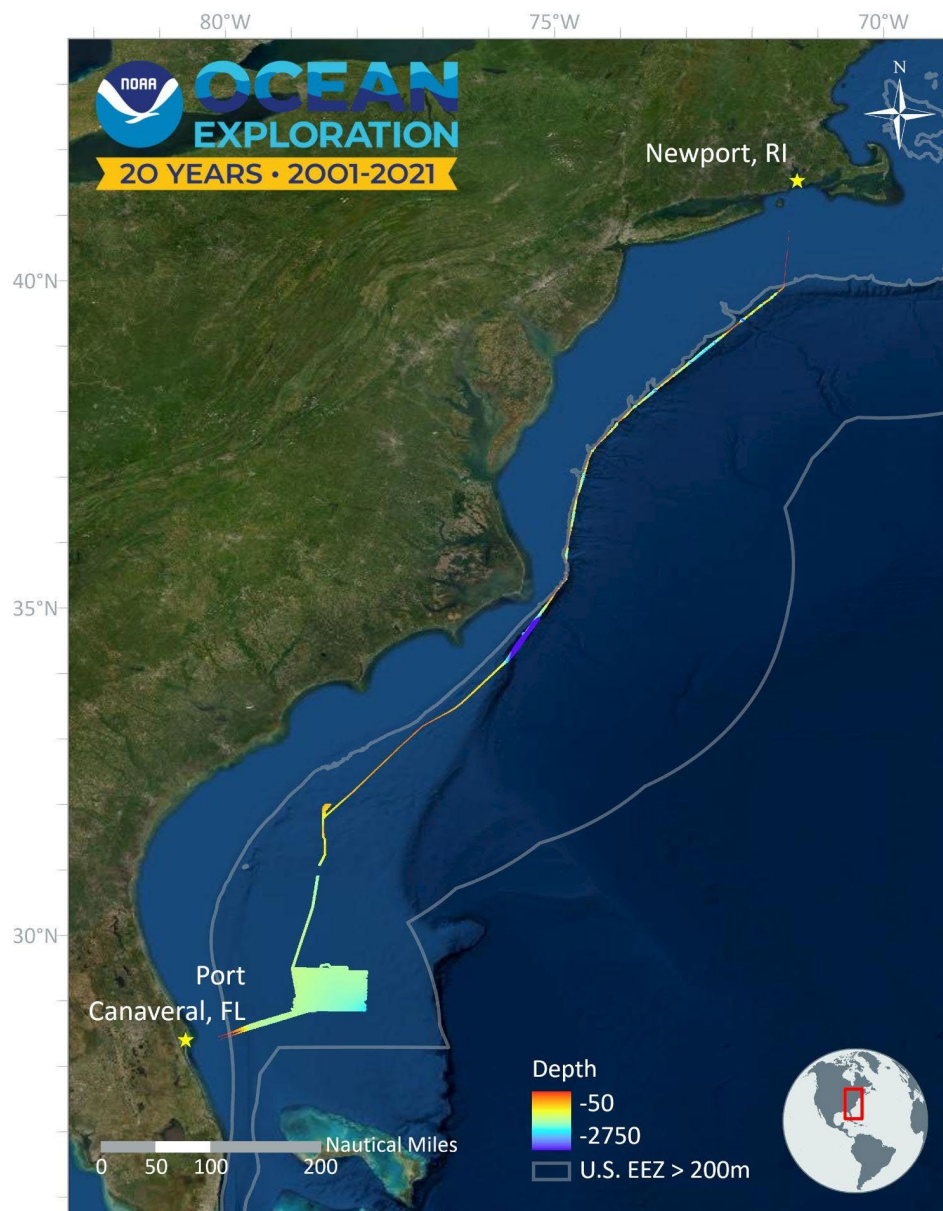 80°W 75°W 70°W
NOAA
OCEAN
EXPLORATION
20 YEARS • 2001-2021
N
Newport, RI
40°N
35°N
30°N
Port
Canaveral, FL
Depth
-50
-2750
U.S. EEZ > 200m
Nautical Miles
0 50 100 200